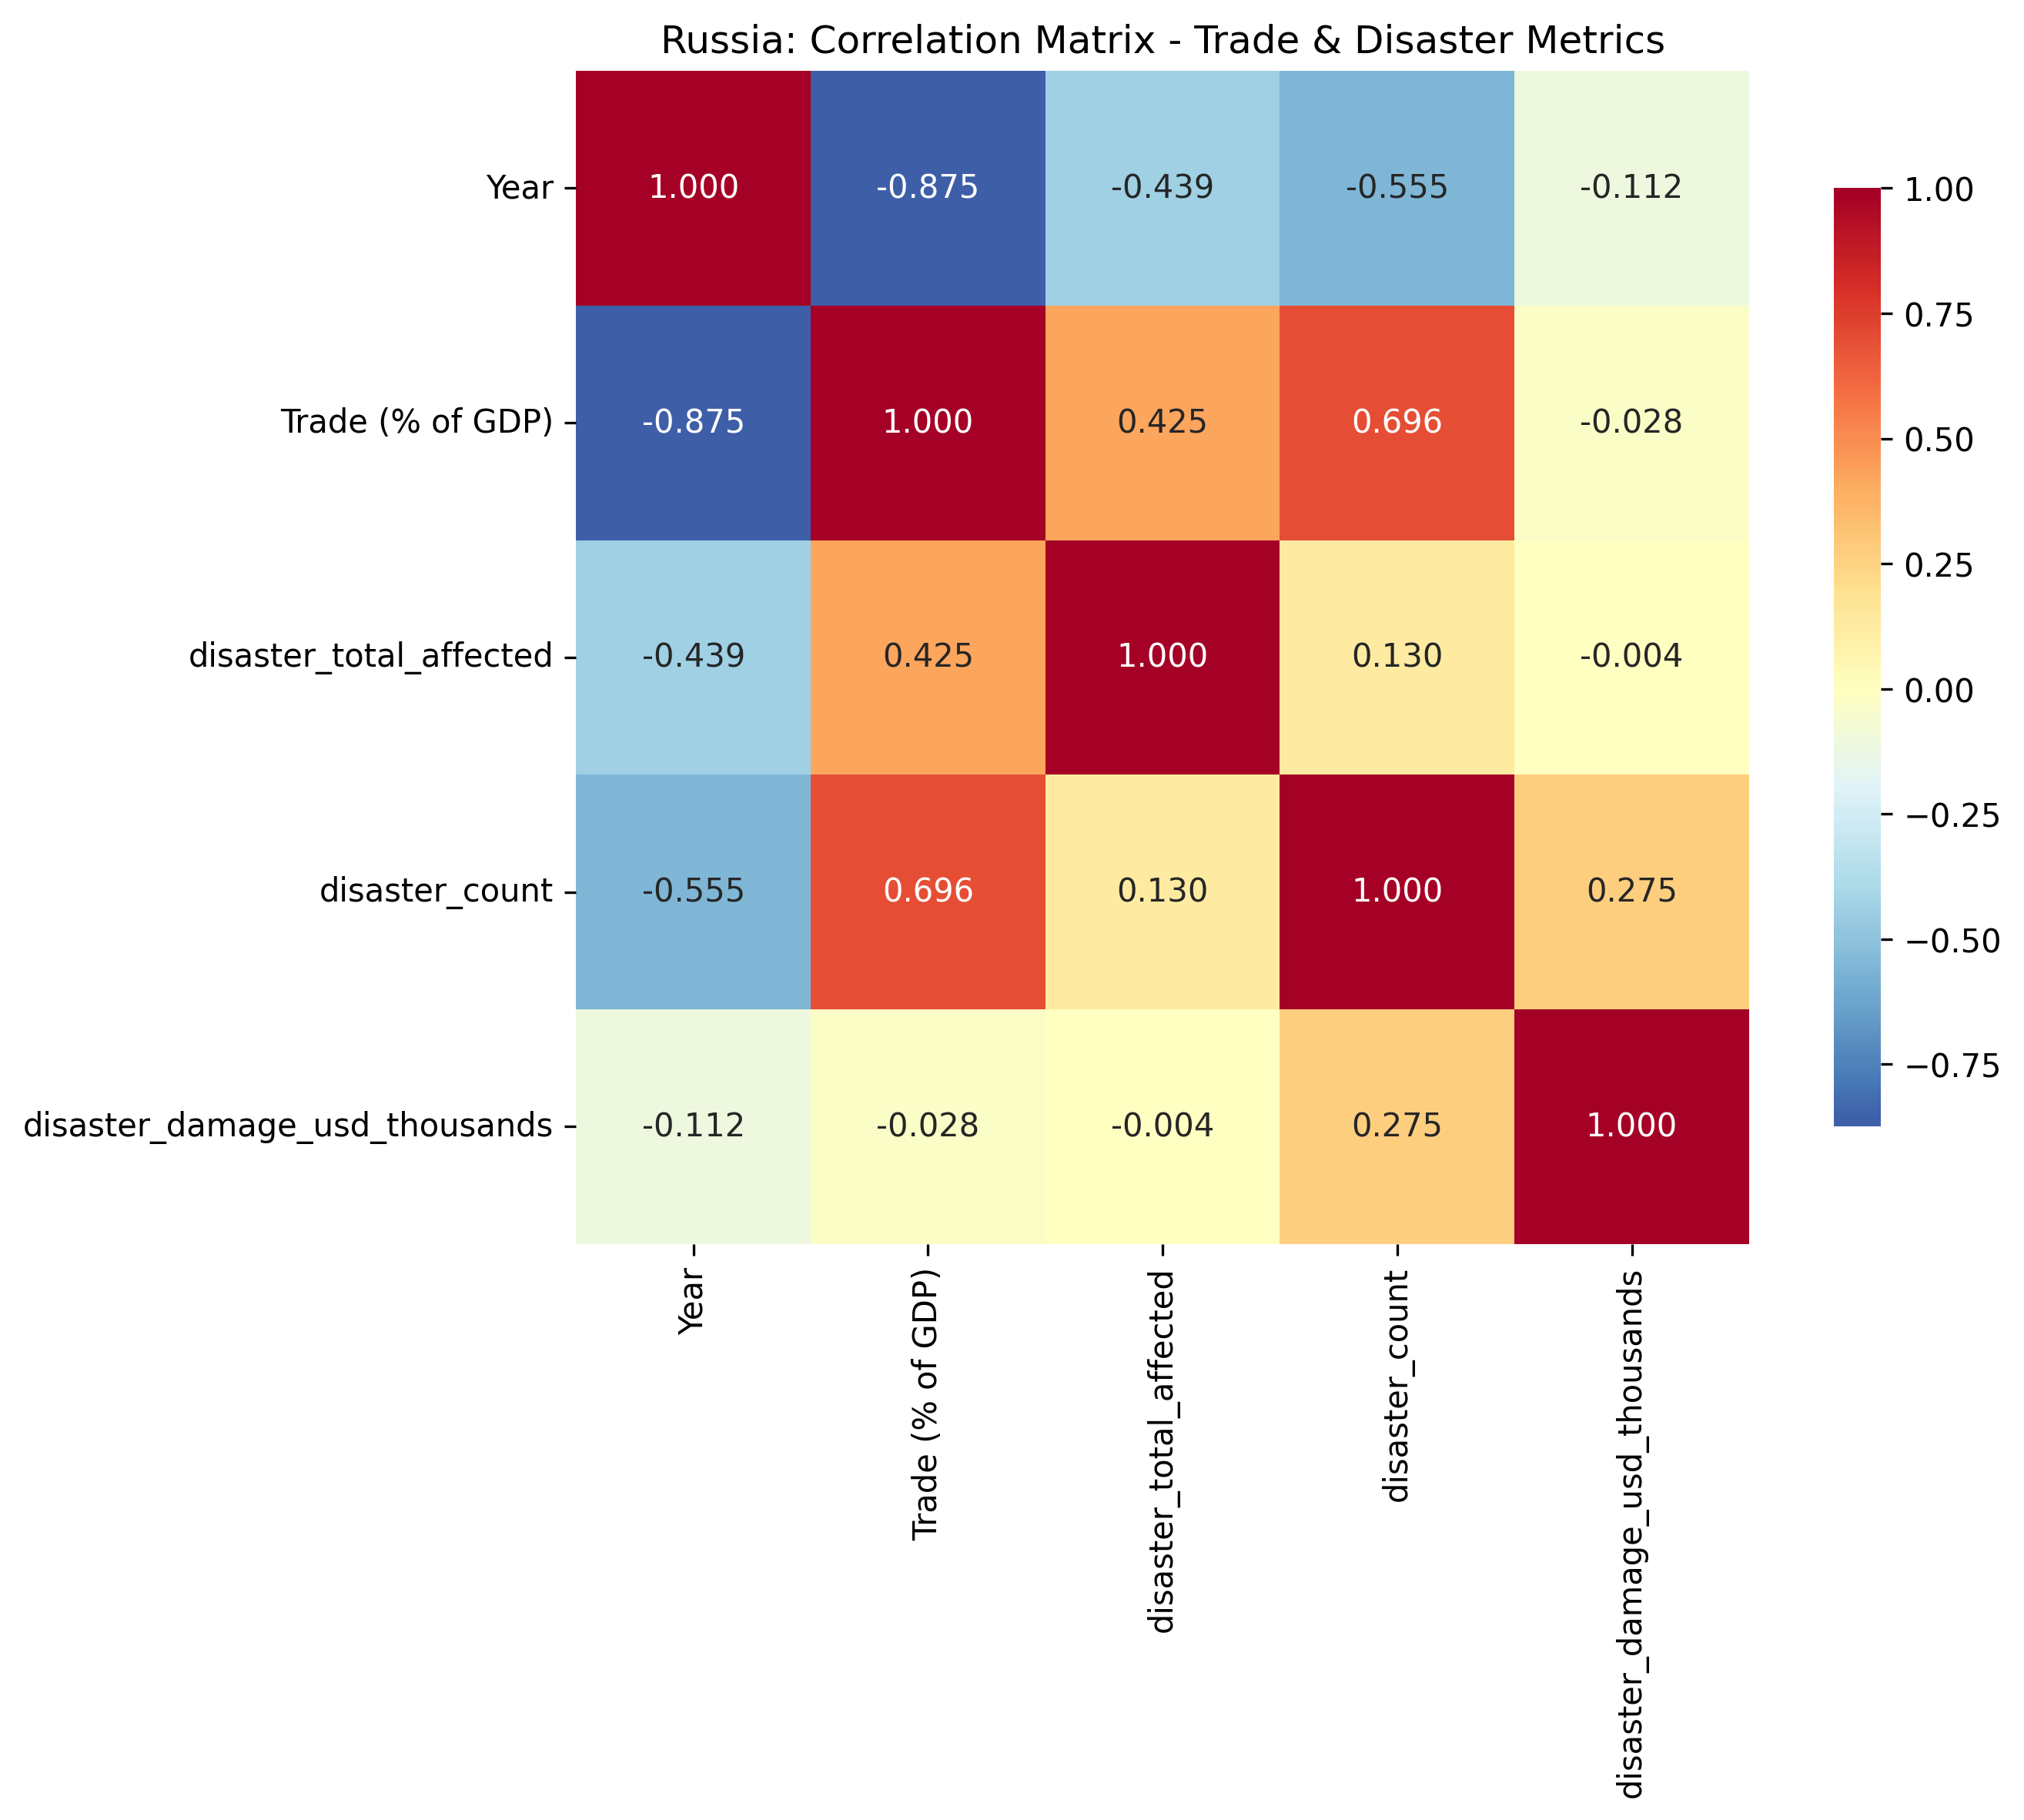 Russia: Correlation Matrix - Trade & Disaster Metrics
Year
1.000 -0.875 -0.439 -0.555 -0.112
Trade (% of GDP)
-0.875 1.000 0.425 0.696 -0.028
disaster_total_affected
-0.439 0.425 1.000 0.130 -0.004
disaster_count
-0.555 0.696 0.130 1.000 0.275
disaster_damage_usd_thousands
-0.112 -0.028 -0.004 0.275 1.000
Year
Trade (% of GDP)
disaster_total_affected
disaster_count
disaster_damage_usd_thousands
1.00
0.75
0.50
0.25
0.00
−0.25
−0.50
−0.75